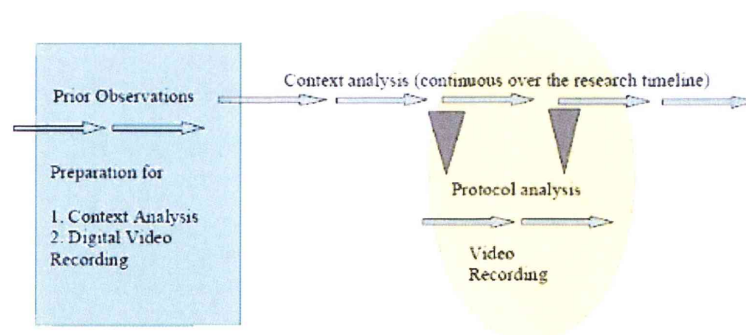 Prior Observations
Preparation for
1. Context Analysis
2. Digital Video
Recording
Context analysis (continuous over the research timeline)
Protocol analysis
Video
Recording